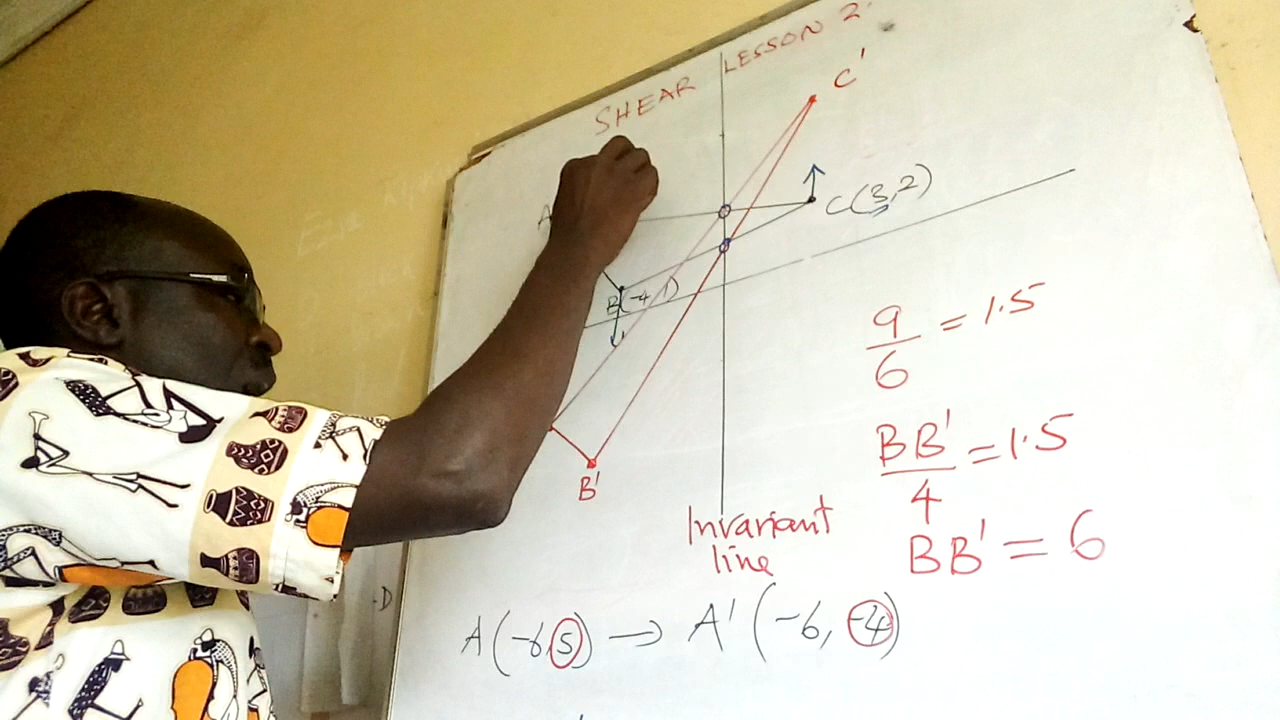 SHEAR LESSON 2
C'
C(3,2)
A
B(-4,1)
9/6 = 1.5
BB'/4 = 1.5
BB' = 6
B'
Invariant
line
A(-6,5) → A'(-6,-4)
-D